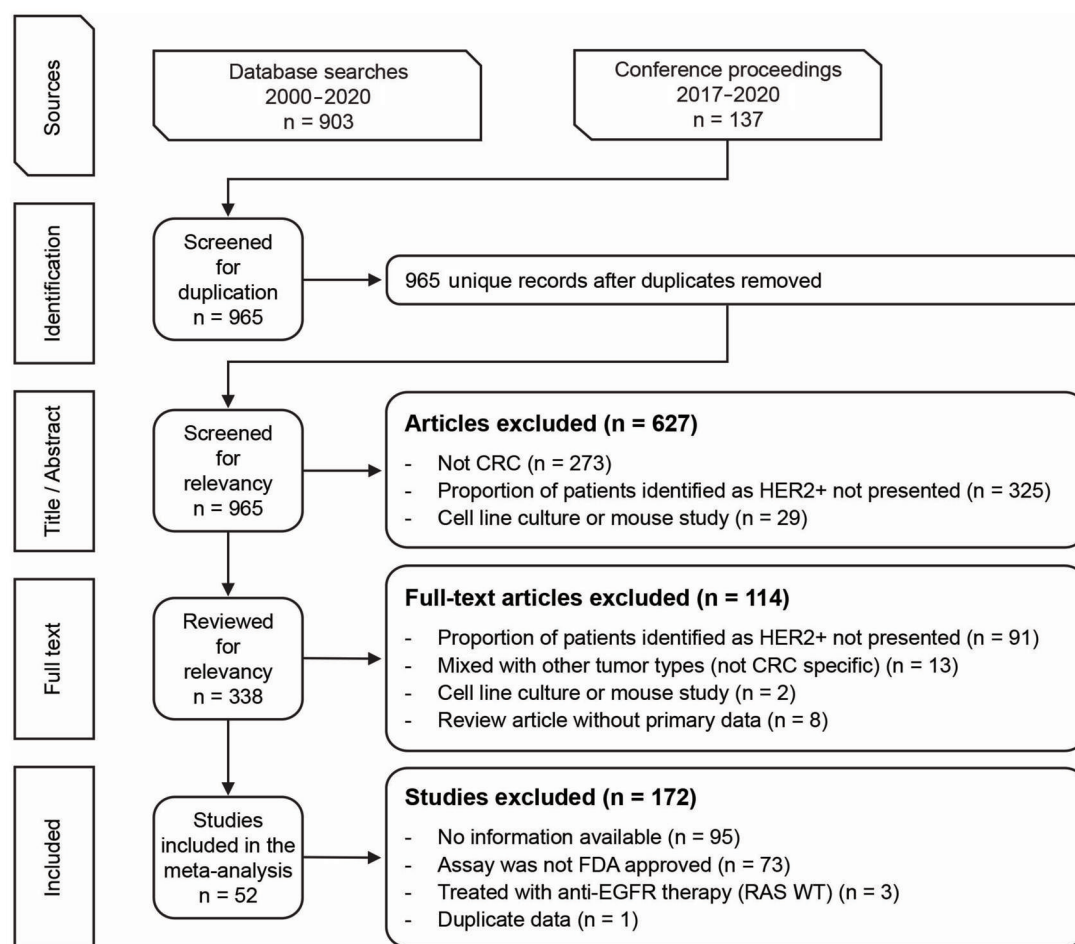 Sources
Database searches
2000–2020
n = 903
Conference proceedings
2017–2020
n = 137
Identification
Screened
for
duplication
n = 965
965 unique records after duplicates removed
Title / Abstract
Screened
for
relevancy
n = 965
Articles excluded (n = 627)
- Not CRC (n = 273)
- Proportion of patients identified as HER2+ not presented (n = 325)
- Cell line culture or mouse study (n = 29)
Full text
Reviewed
for
relevancy
n = 338
Full-text articles excluded (n = 114)
- Proportion of patients identified as HER2+ not presented (n = 91)
- Mixed with other tumor types (not CRC specific) (n = 13)
- Cell line culture or mouse study (n = 2)
- Review article without primary data (n = 8)
Included
Studies
included in the
meta-analysis
n = 52
Studies excluded (n = 172)
- No information available (n = 95)
- Assay was not FDA approved (n = 73)
- Treated with anti-EGFR therapy (RAS WT) (n = 3)
- Duplicate data (n = 1)